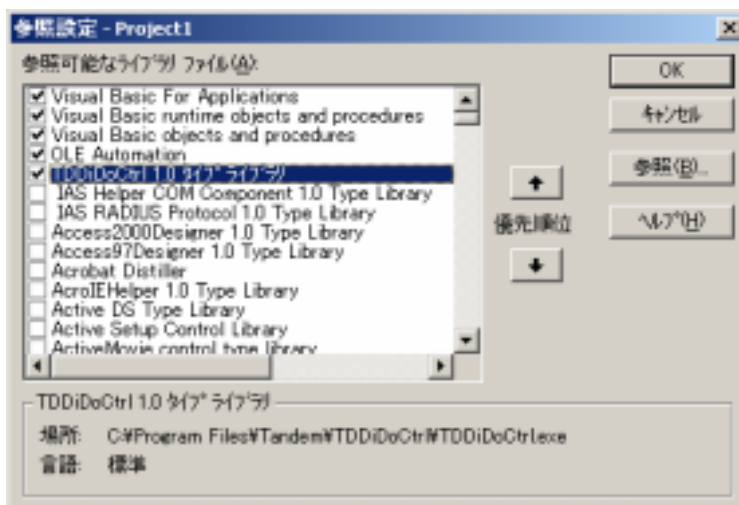 参照設定 - Project1
参照可能なﾗｲﾌﾞﾗﾘ ﾌｧｲﾙ(A):
Visual Basic For Applications
Visual Basic runtime objects and procedures
Visual Basic objects and procedures
OLE Automation
TDDiDoCtrl 1.0 ﾀｲﾌﾟ ﾗｲﾌﾞﾗﾘ
IAS Helper COM Component 1.0 Type Library
IAS RADIUS Protocol 1.0 Type Library
Access2000Designer 1.0 Type Library
Access97Designer 1.0 Type Library
Acrobat Distiller
AcroIEHelper 1.0 Type Library
Active DS Type Library
Active Setup Control Library
ActiveMovie control type library
優先順位
OK
ｷｬﾝｾﾙ
参照(B)...
ﾍﾙﾌﾟ(H)
TDDiDoCtrl 1.0 ﾀｲﾌﾟ ﾗｲﾌﾞﾗﾘ
場所: C:¥Program Files¥Tandem¥TDDiDoCtrl¥TDDiDoCtrl.exe
言語: 標準